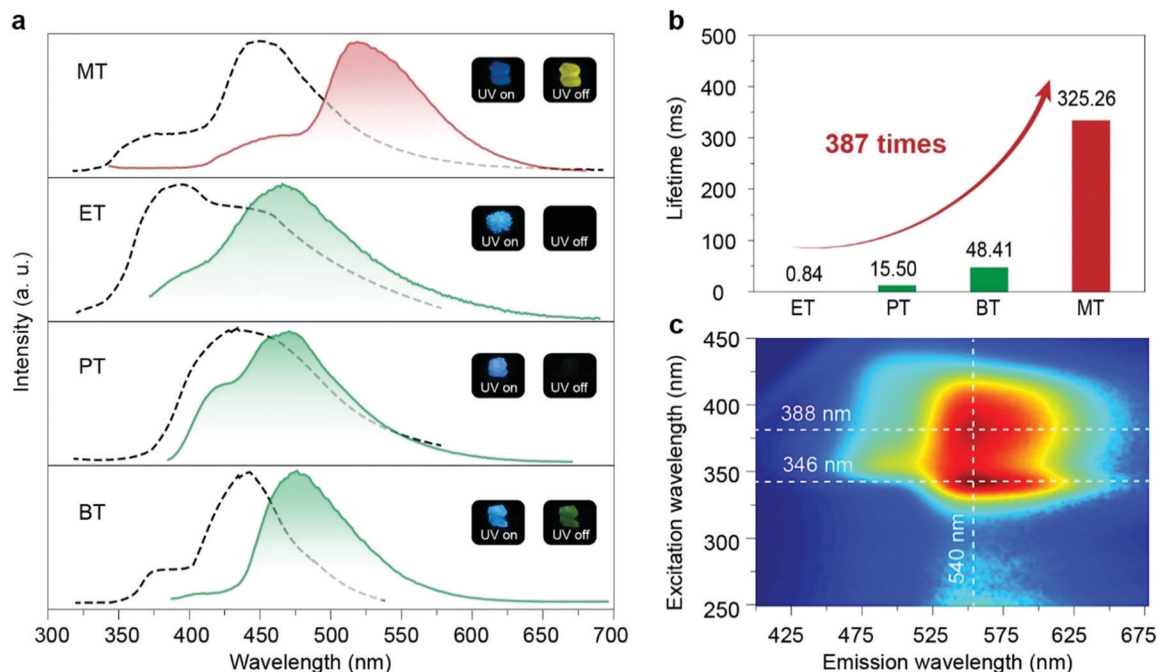 a
MT
UV on
UV off
ET
UV on
UV off
PT
UV on
UV off
BT
UV on
UV off
Intensity (a. u.)
300 350 400 450 500 550 600 650 700
Wavelength (nm)
b
500
400
300
200
100
0
Lifetime (ms)
387 times
0.84
15.50
48.41
325.26
ET PT BT MT
c
450
400
350
300
250
Excitation wavelength (nm)
388 nm
346 nm
540 nm
425 475 525 575 625 675
Emission wavelength (nm)